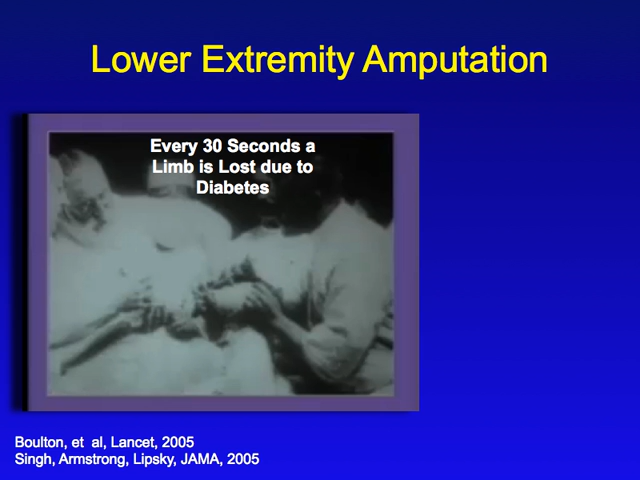 Lower Extremity Amputation
Every 30 Seconds a
Limb is Lost due to
Diabetes
Boulton, et  al, Lancet, 2005
Singh, Armstrong, Lipsky, JAMA, 2005